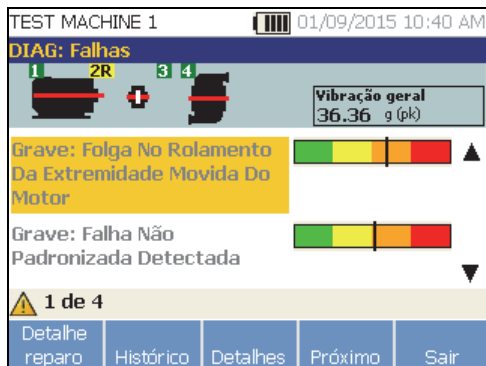 TEST MACHINE 1 01/09/2015 10:40 AM
DIAG: Falhas
1 2R 3 4
Vibração geral
36.36 g (pk)
Grave: Folga No Rolamento
Da Extremidade Movida Do
Motor
Grave: Falha Não
Padronizada Detectada
1 de 4
Detalhe
reparo Histórico Detalhes Próximo Sair